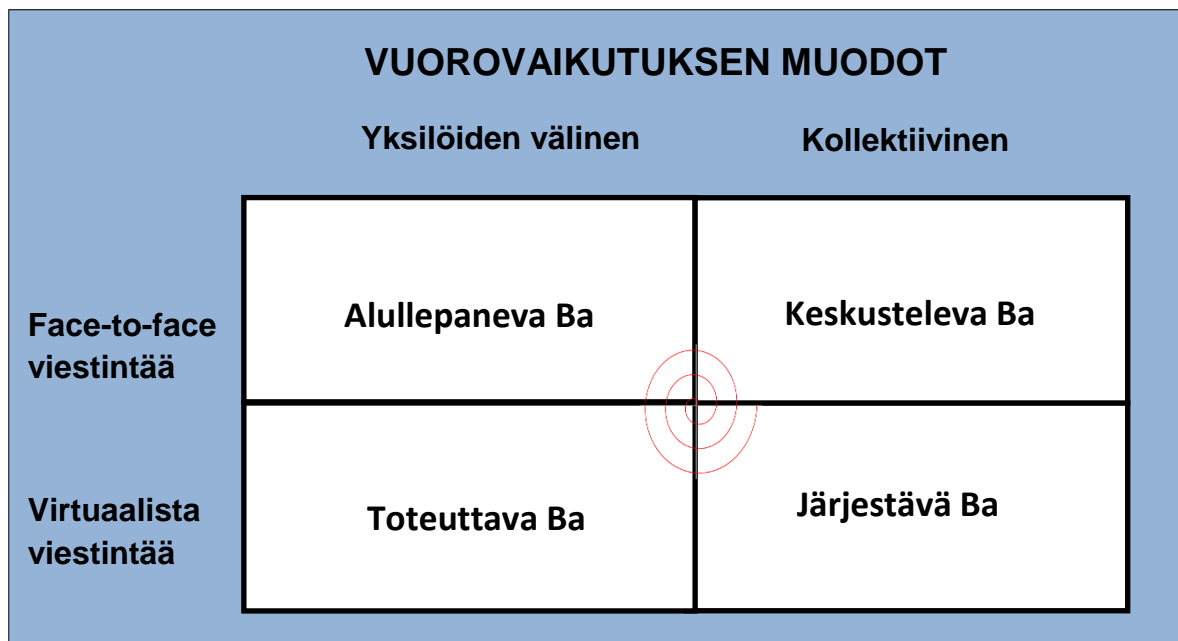 VUOROVAIKUTUKSEN MUODOT
Yksilöiden välinen
Kollektiivinen
Face-to-face
viestintää
Alullepaneva Ba
Keskusteleva Ba
Virtuaalista
viestintää
Toteuttava Ba
Järjestävä Ba